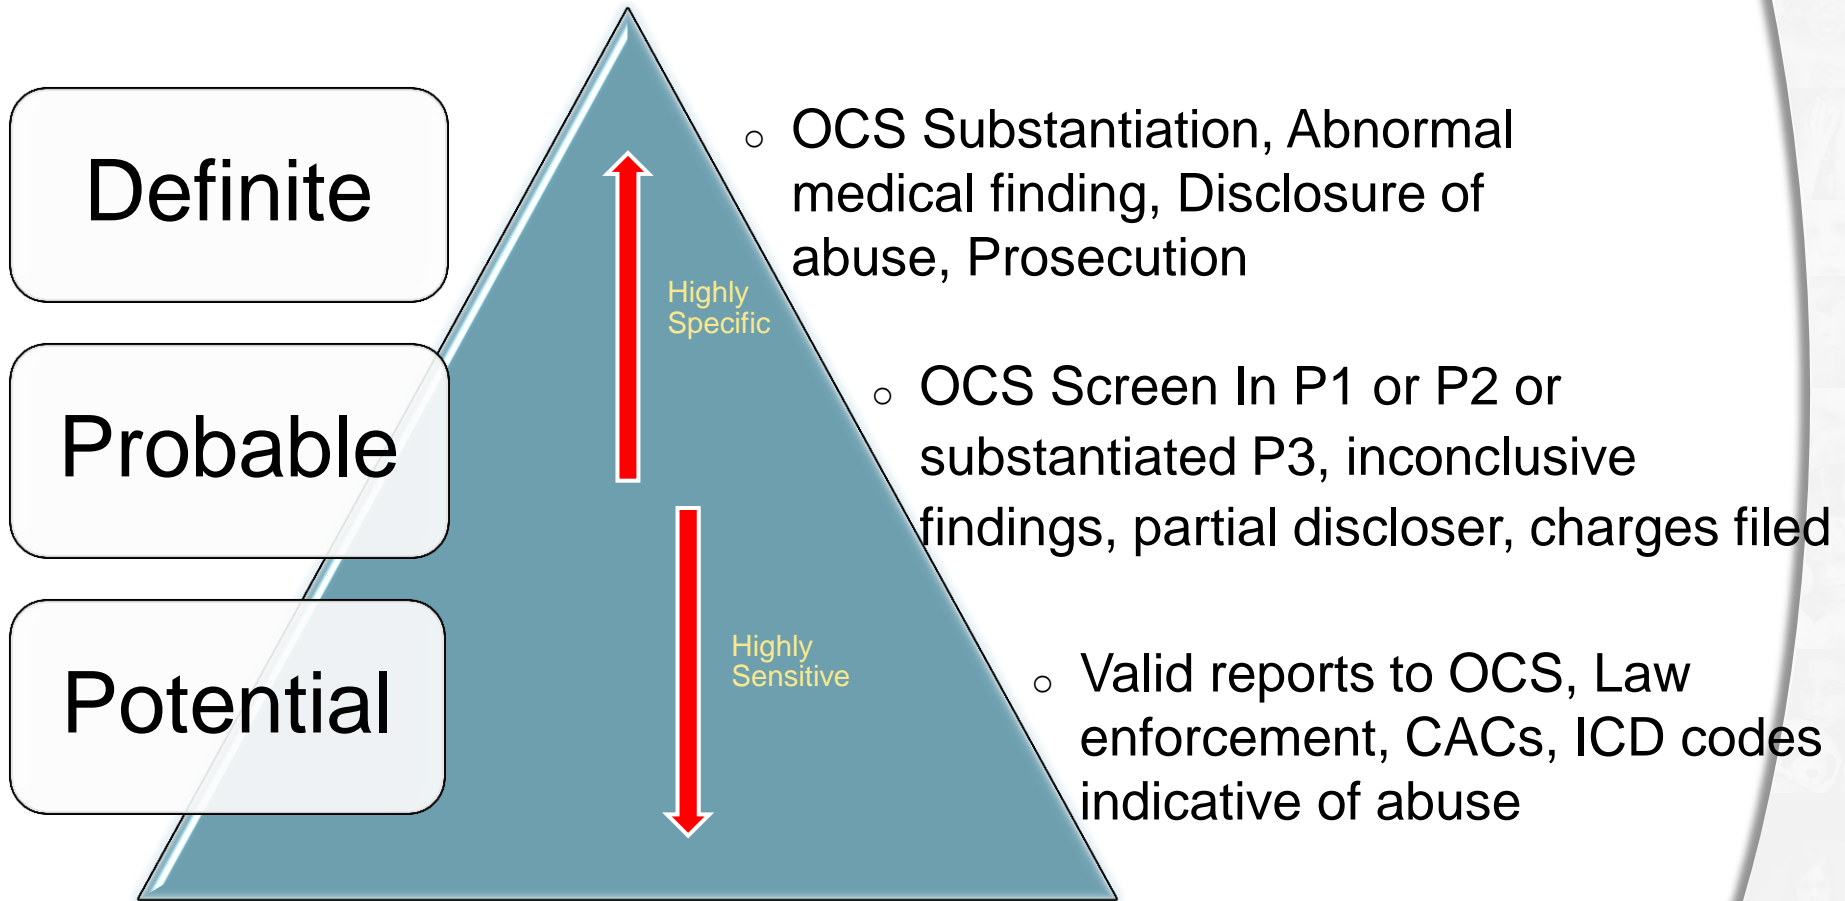 Definite
OCS Substantiation, Abnormal
medical finding, Disclosure of
abuse, Prosecution
Highly
Specific
Probable
OCS Screen In P1 or P2 or
substantiated P3, inconclusive
findings, partial discloser, charges filed
Highly
Sensitive
Potential
Valid reports to OCS, Law
enforcement, CACs, ICD codes
indicative of abuse